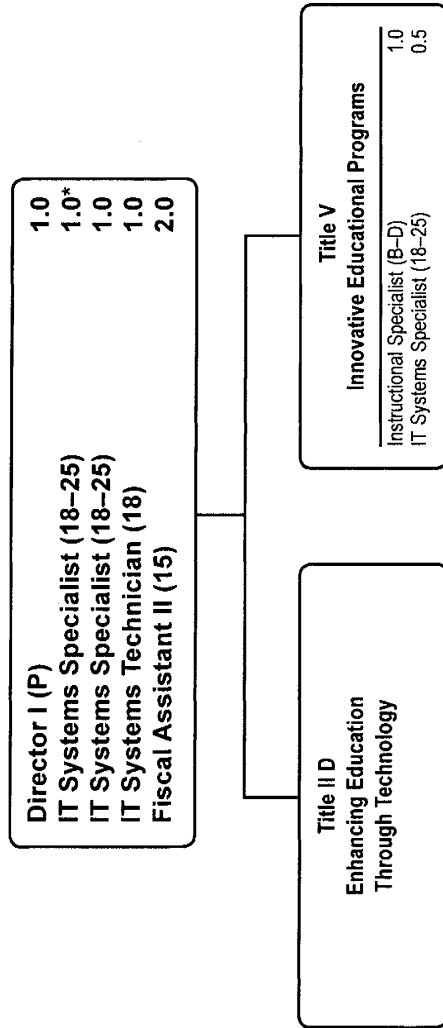 Director I (P) 1.0
IT Systems Specialist (18–25) 1.0*
IT Systems Specialist (18–25) 1.0
IT Systems Technician (18) 1.0
Fiscal Assistant II (15) 2.0
Title II D
Enhancing Education
Through Technology
Title V
Innovative Educational Programs
Instructional Specialist (B–D) 1.0
IT Systems Specialist (18–25) 0.5